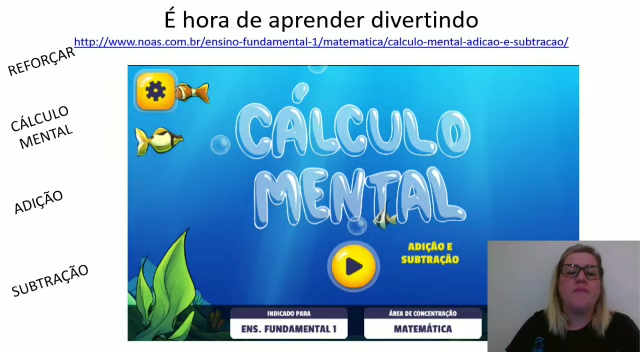 É hora de aprender divertindo
http://www.noas.com.br/ensino-fundamental-1/matematica/calculo-mental-adicao-e-subtracao/
REFORÇAR
CÁLCULO
MENTAL
ADIÇÃO
SUBTRAÇÃO
CÁLCULO
MENTAL
ADIÇÃO E
SUBTRAÇÃO
INDICADO PARA
ENS. FUNDAMENTAL 1
ÁREA DE CONCENTRAÇÃO
MATEMÁTICA